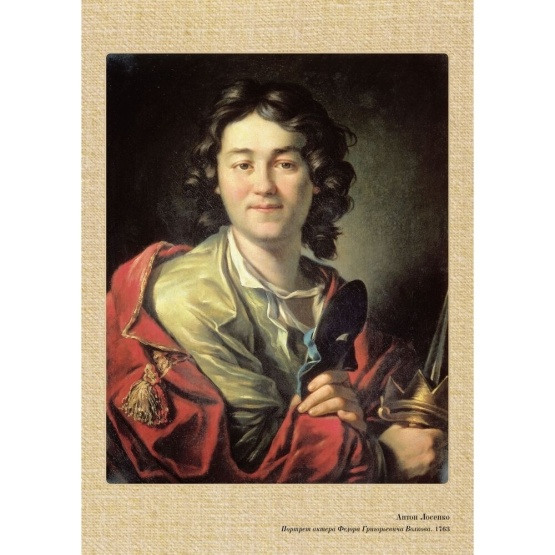 Антон Лосенко
Портрет актера Федора Григорьевича Волкова. 1763